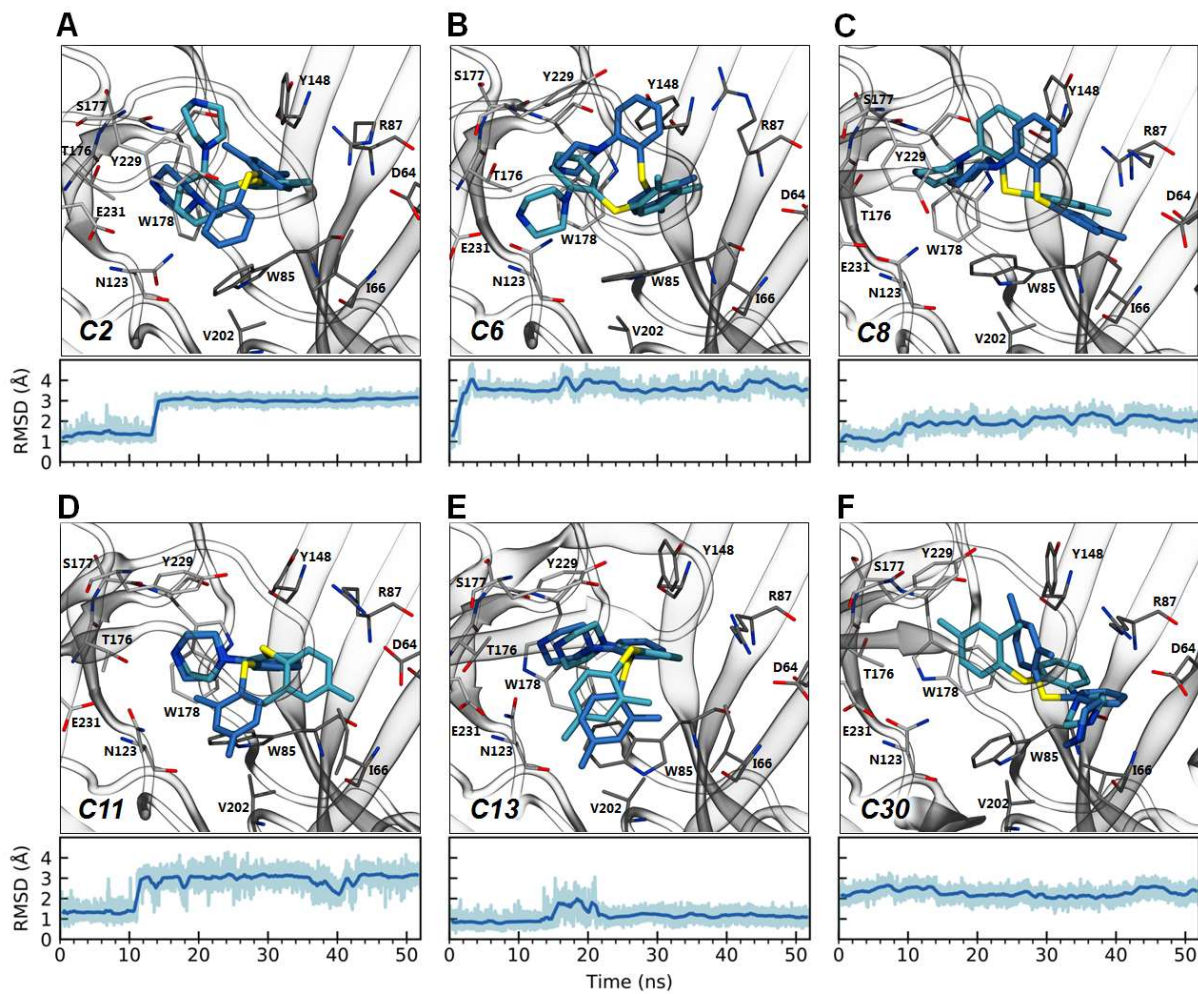 A
B
C
Y148
S177
Y229
R87
T176
Y229
D64
E231
W178
N123
W85
I66
V202
C2
S177
Y229
Y148
R87
T176
D64
E231
W178
N123
W85
I66
V202
C6
S177
Y148
R87
Y229
D64
T176
W178
E231
N123
W85
I66
V202
C8
RMSD (Å)
4
3
2
1
0
D
E
F
S177
Y229
Y148
R87
T176
D64
W178
E231
N123
W85
I66
V202
C11
S177
Y229
Y148
R87
T176
W178
D64
E231
N123
W85
I66
V202
C13
Y229
S177
Y148
R87
T176
W178
D64
E231
N123
W85
I66
V202
C30
RMSD (Å)
4
3
2
1
0
0 10 20 30 40 50
0 10 20 30 40 50
0 10 20 30 40 50
Time (ns)